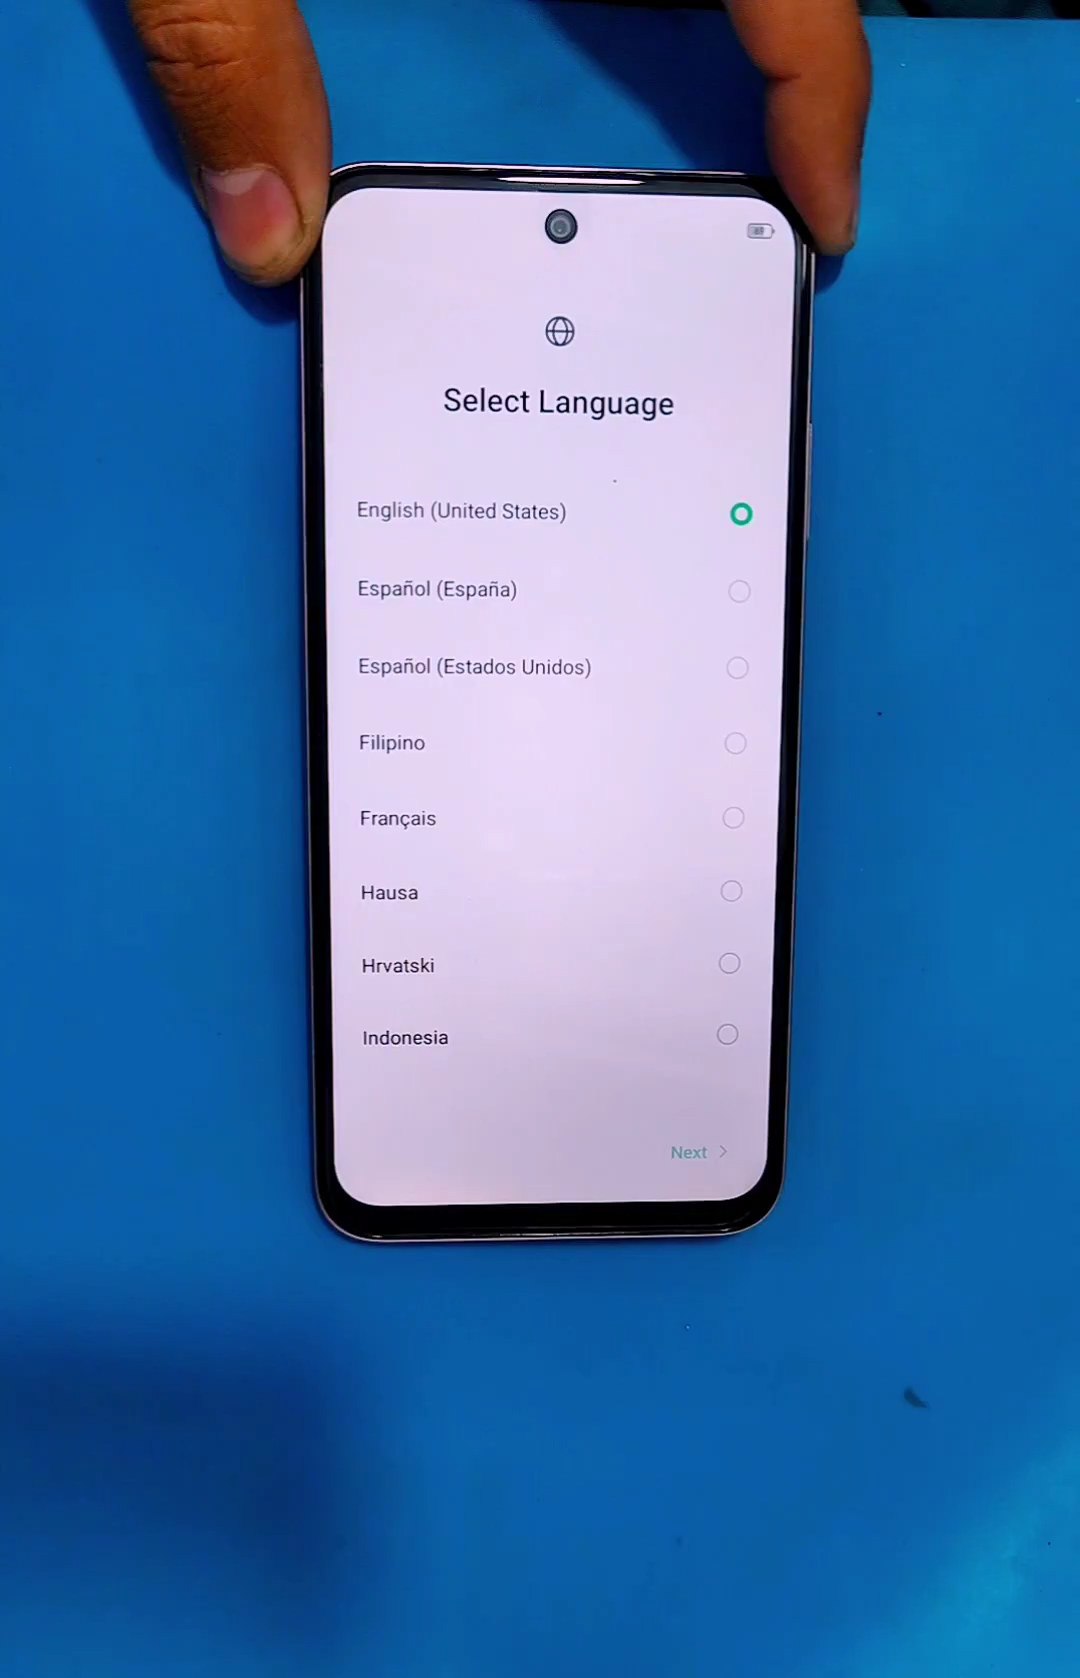 Select Language
English (United States)
Español (España)
Español (Estados Unidos)
Filipino
Français
Hausa
Hrvatski
Indonesia
Next